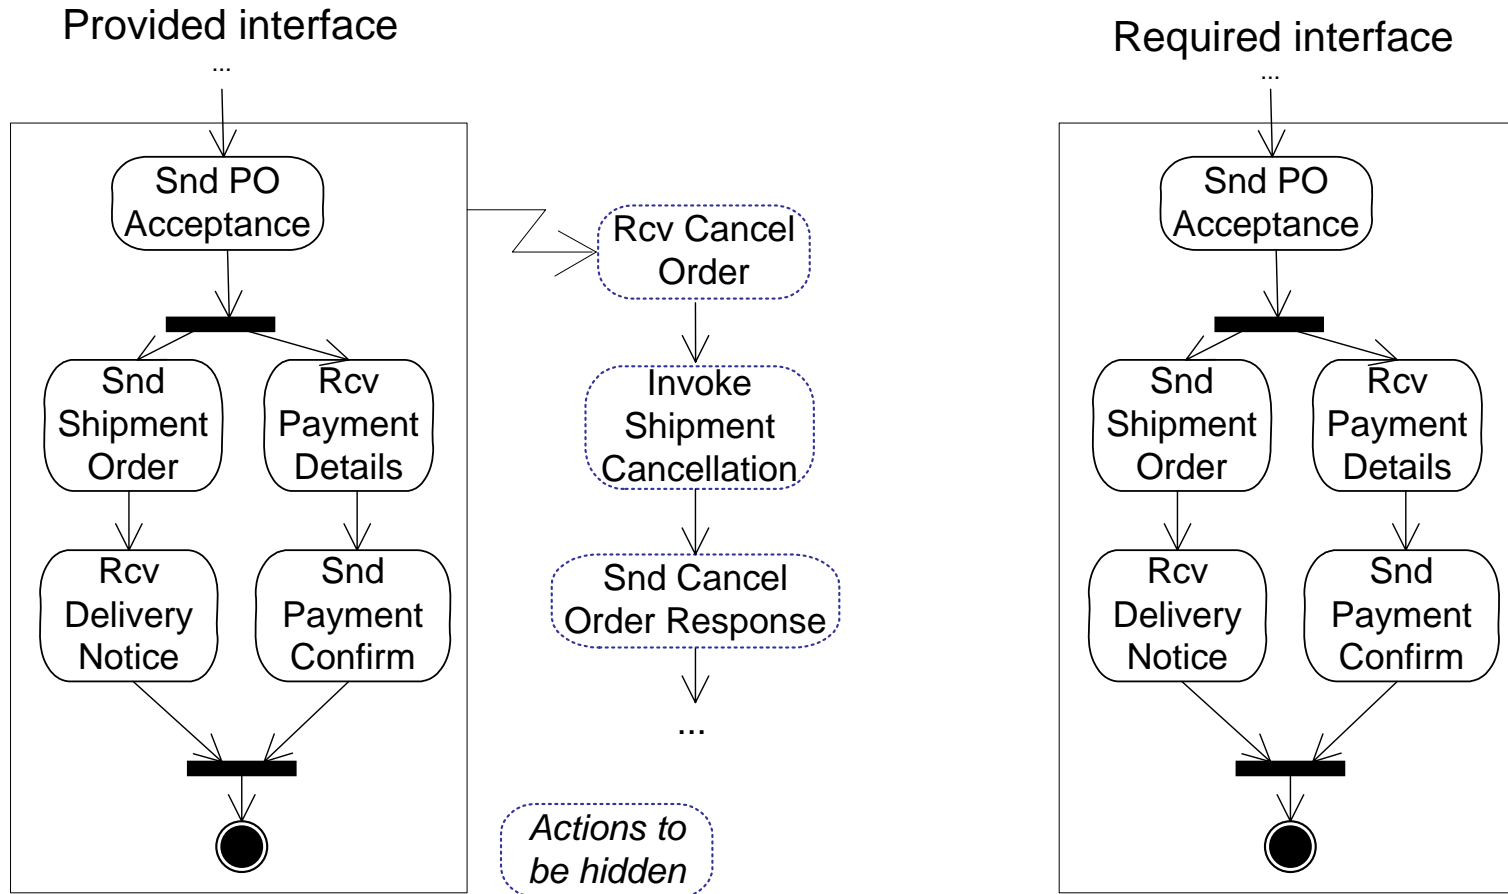 Provided interface
...
Snd PO
Acceptance
Snd
Shipment
Order
Rcv
Payment
Details
Rcv
Delivery
Notice
Snd
Payment
Confirm
Rcv Cancel
Order
Invoke
Shipment
Cancellation
Snd Cancel
Order Response
...
Actions to
be hidden
Required interface
...
Snd PO
Acceptance
Snd
Shipment
Order
Rcv
Payment
Details
Rcv
Delivery
Notice
Snd
Payment
Confirm